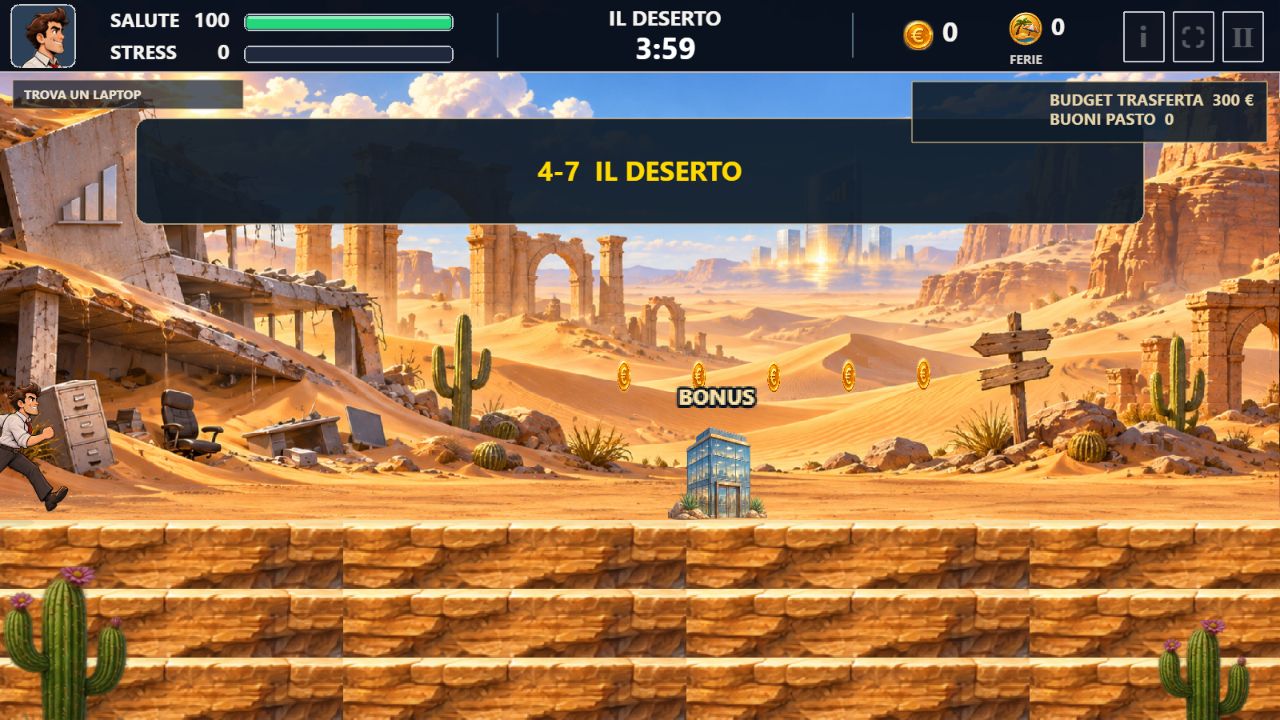 SALUTE 100
STRESS 0
IL DESERTO
3:59
€ 0
0
FERIE
i
II
TROVA UN LAPTOP
BUDGET TRASFERTA 300 €
BUONI PASTO 0
4-7 IL DESERTO
BONUS